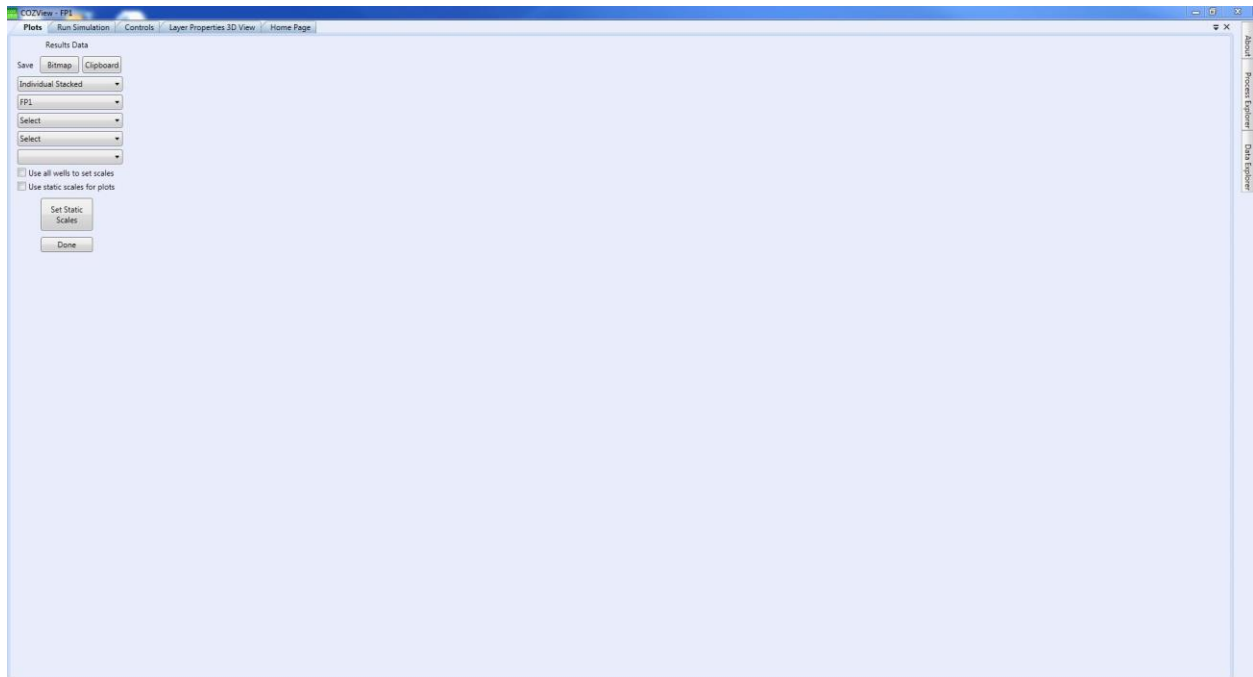 COZView - FP1
Plots Run Simulation Controls Layer Properties 3D View Home Page
Results Data
Save Bitmap Clipboard
Individual Stacked
FP1
Select
Select
Use all wells to set scales
Use static scales for plots
Set Static
Scales
Done
About
Process Explorer
Data Explorer